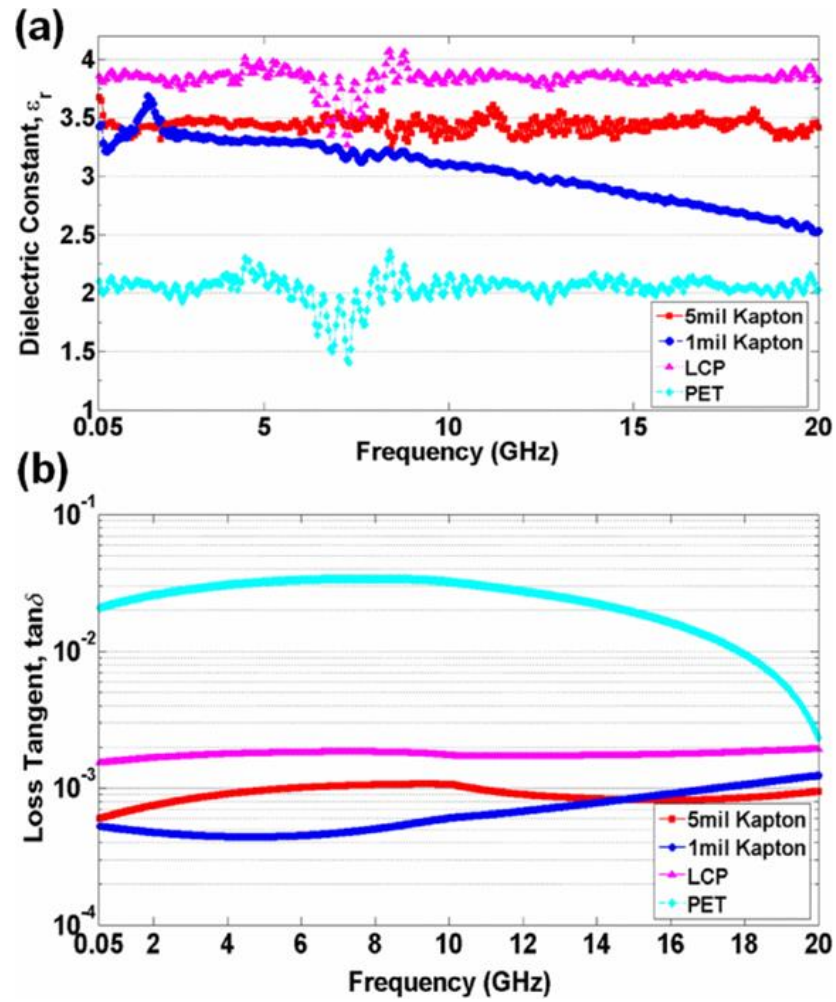 (a)
Dielectric Constant, εr
4
3.5
3
2.5
2
1.5
1
0.05 5 10 15 20
Frequency (GHz)
5mil Kapton
1mil Kapton
LCP
PET
(b)
Loss Tangent, tanδ
10-1
10-2
10-3
10-4
0.05 2 4 6 8 10 12 14 16 18 20
Frequency (GHz)
5mil Kapton
1mil Kapton
LCP
PET